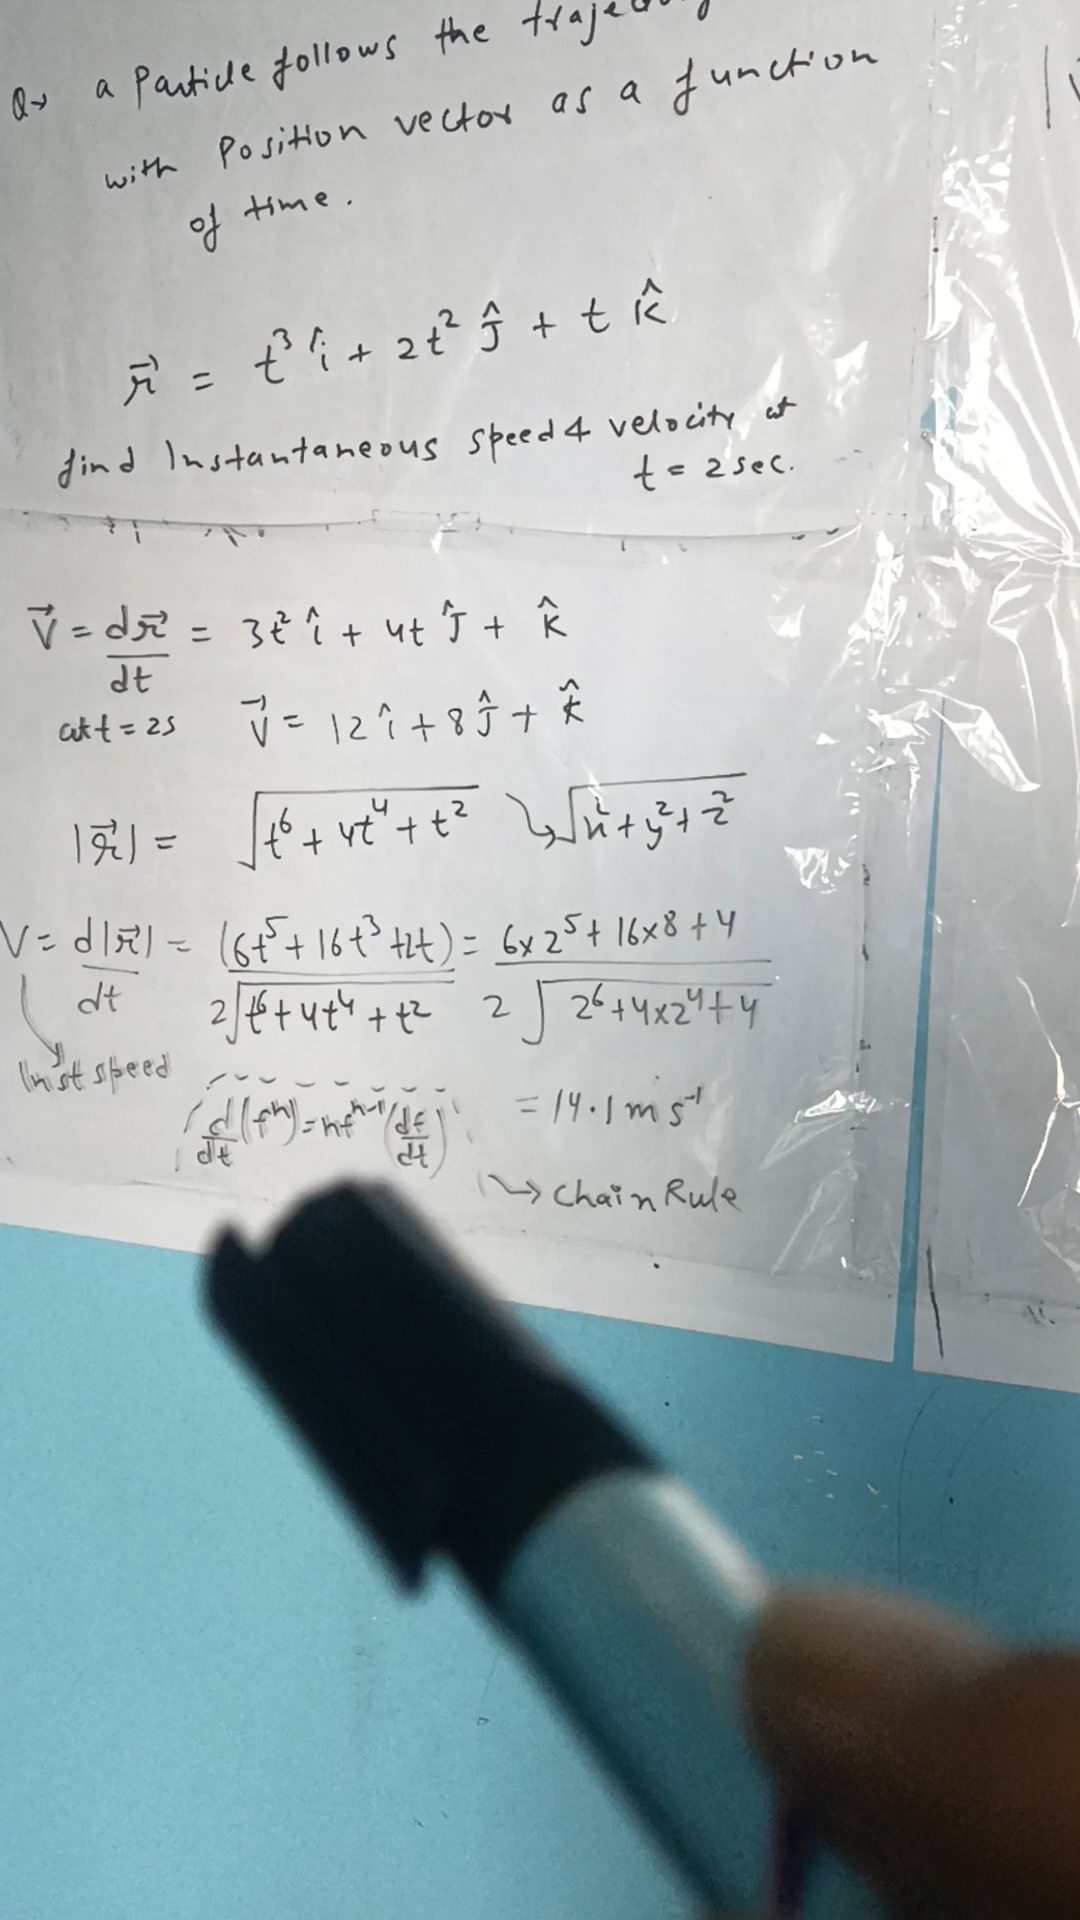 Q→ a Particle follows the
with Position vector as a function
of time.
r⃗ = t³ î + 2t² ĵ + t k̂
find Instantaneous speed & velocity at
t = 2 sec.
V⃗ = dr⃗/dt = 3t² î + 4t ĵ + k̂
at t = 2s V⃗ = 12 î + 8 ĵ + k̂
|r⃗| = √(t⁶ + 4t⁴ + t²) ↘ √(x² + y² + z²)
V = d|r⃗|/dt = (6t⁵ + 16t³ + 2t)/2√(t⁶ + 4t⁴ + t²) = (6×2⁵ + 16×8 + 4)/2√(2⁶ + 4×2⁴ + 4)
Inst speed
(d/dt (fⁿ) = nfⁿ⁻¹ (df/dt)) = 14.1 m s⁻¹
↪ Chain Rule